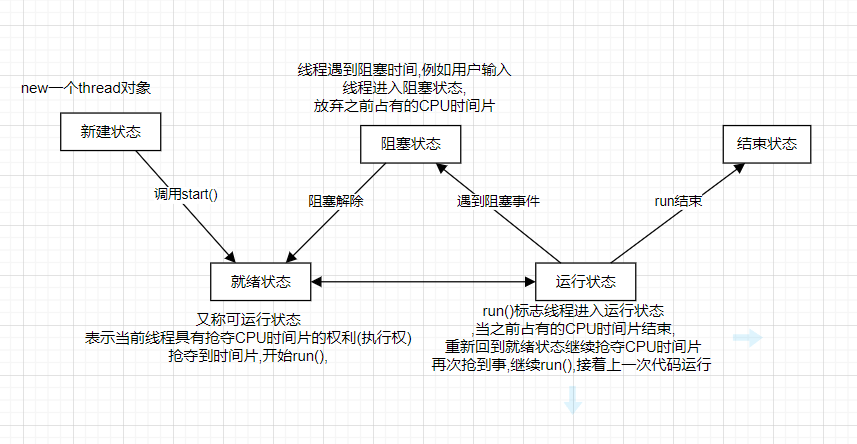 线程遇到阻塞时间,例如用户输入
线程进入阻塞状态,
放弃之前占有的CPU时间片
new一个thread对象
新建状态
阻塞状态
结束状态
调用start()
阻塞解除
遇到阻塞事件
run结束
就绪状态
运行状态
又称可运行状态
表示当前线程具有抢夺CPU时间片的权利(执行权)
抢夺到时间片,开始run(),
run()标志线程进入运行状态
,当之前占有的CPU时间片结束,
重新回到就绪状态继续抢夺CPU时间片
再次抢到事,继续run(),接着上一次代码运行